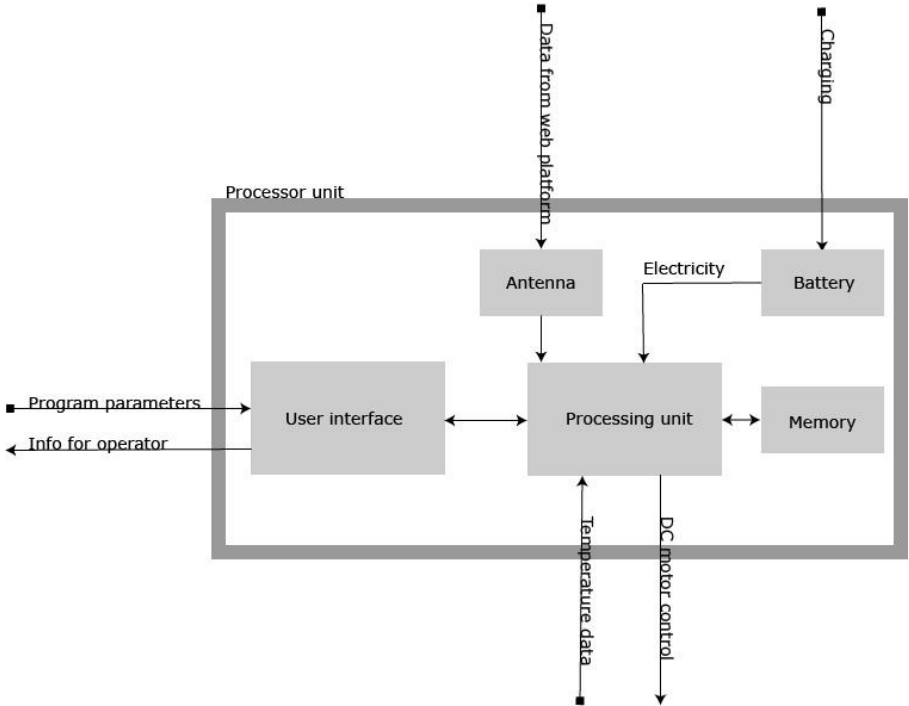 Data from web platform
Charging
Processor unit
Antenna
Electricity
Battery
Program parameters
User interface
Processing unit
Memory
Info for operator
Temperature data
DC motor control